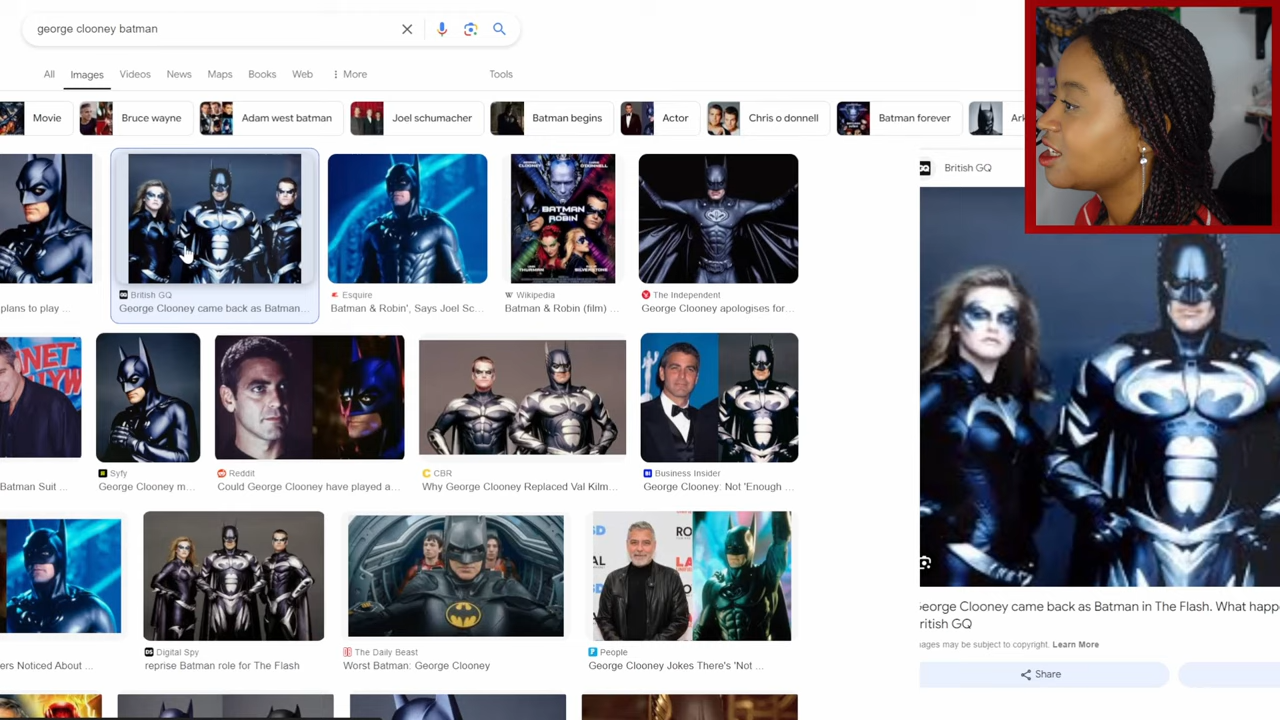 george clooney batman
All Images Videos News Maps Books Web More Tools
Movie Bruce wayne Adam west batman Joel schumacher Batman begins Actor Chris o donnell Batman forever
British GQ
BATMAN
British GQ Esquire Wikipedia The Independent
plans to play ... George Clooney came back as Batman... Batman & Robin', Says Joel Sc... Batman & Robin (film) ... George Clooney apologises for...
Syfy Reddit CBR Business Insider
Batman Suit ... George Clooney m... Could George Clooney have played a... Why George Clooney Replaced Val Kilm... George Clooney: Not 'Enough ...
eorge Clooney came back as Batman in The Flash. What happ
ritish GQ
ages may be subject to copyright. Learn More
Digital Spy The Daily Beast People
ers Noticed About ... reprise Batman role for The Flash Worst Batman: George Clooney George Clooney Jokes There's 'Not ...
Share